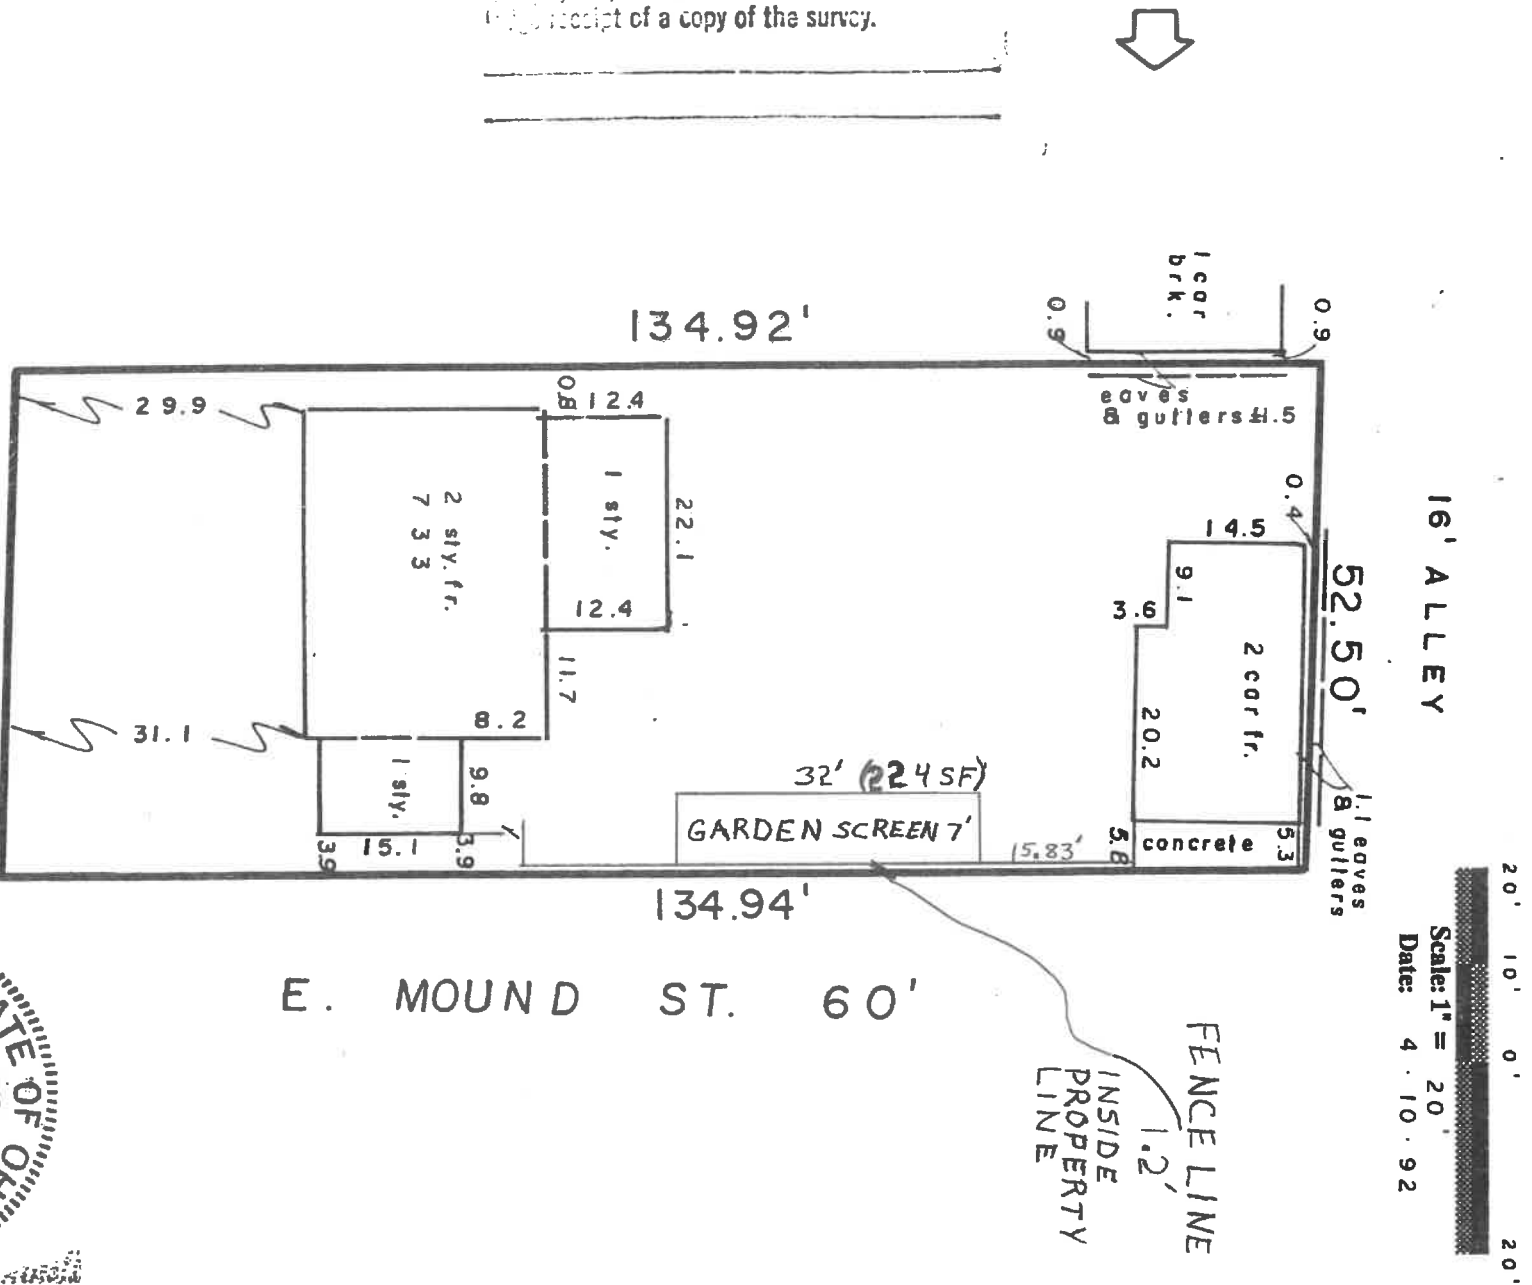 receipt of a copy of the survey.
1 car
brk.
0.9
0.9
134.92'
eaves
& gutters 1.5
29.9
0.8
12.4
0.4
16' ALLEY
14.5
52.50'
1 sty.
22.1
2 sty. fr.
733
9.1
3.6
12.4
2 car fr.
11.7
20.2
31.1
8.2
1 sty.
9.8
32' (224 SF)
1.1 eaves
& gutters
GARDEN SCREEN 7'
15.83'
5.8
concrete
5.3
3.9
15.1
3.9
134.94'
E. MOUND ST. 60'
20' 10' 0' 20'
Scale: 1" = 20'
Date: 4 · 10 · 92
FENCE LINE
1.2'
INSIDE
PROPERTY
LINE